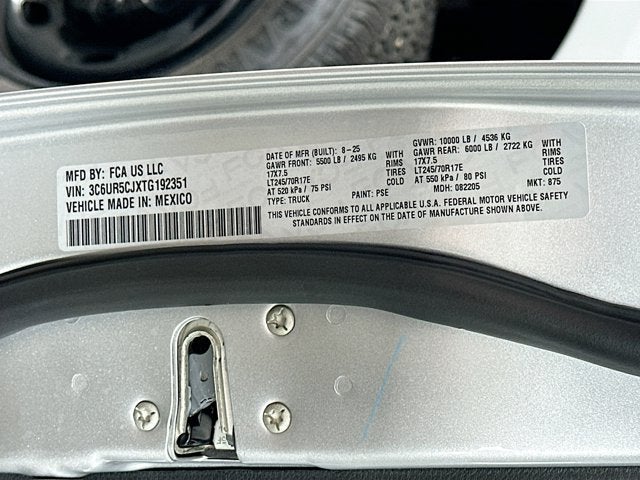 MFD BY: FCA US LLC
VIN: 3C6UR5CJXTG192351
VEHICLE MADE IN: MEXICO
DATE OF MFR (BUILT): 8-25
GAWR FRONT: 5500 LB / 2495 KG WITH
17X7.5 RIMS
LT245/70R17E TIRES
AT 520 kPa / 75 PSI
TYPE: TRUCK PAINT: PSE
GVWR: 10000 LB / 4536 KG
GAWR REAR: 6000 LB / 2722 KG WITH
17X7.5 RIMS
LT245/70R17E TIRES
AT 550 kPa / 80 PSI
MDH: 082205 MKT: 875
THIS VEHICLE CONFORMS TO ALL APPLICABLE U.S.A. FEDERAL MOTOR VEHICLE SAFETY
STANDARDS IN EFFECT ON THE DATE OF MANUFACTURE SHOWN ABOVE